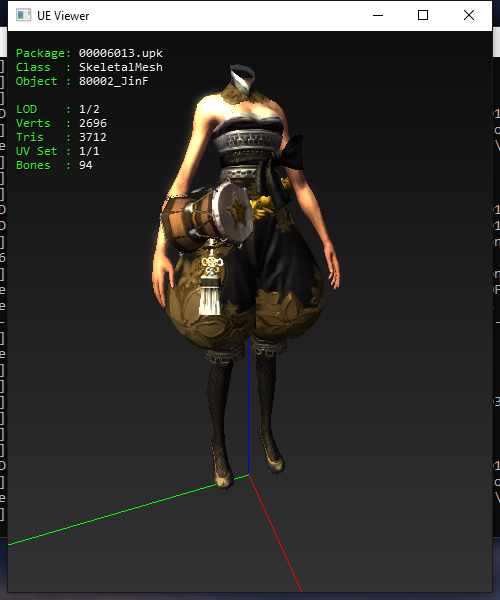 UE Viewer
Package: 00006013.upk
Class : SkeletalMesh
Object : 80002_JinF
LOD : 1/2
Verts : 2696
Tris : 3712
UV Set : 1/1
Bones : 94